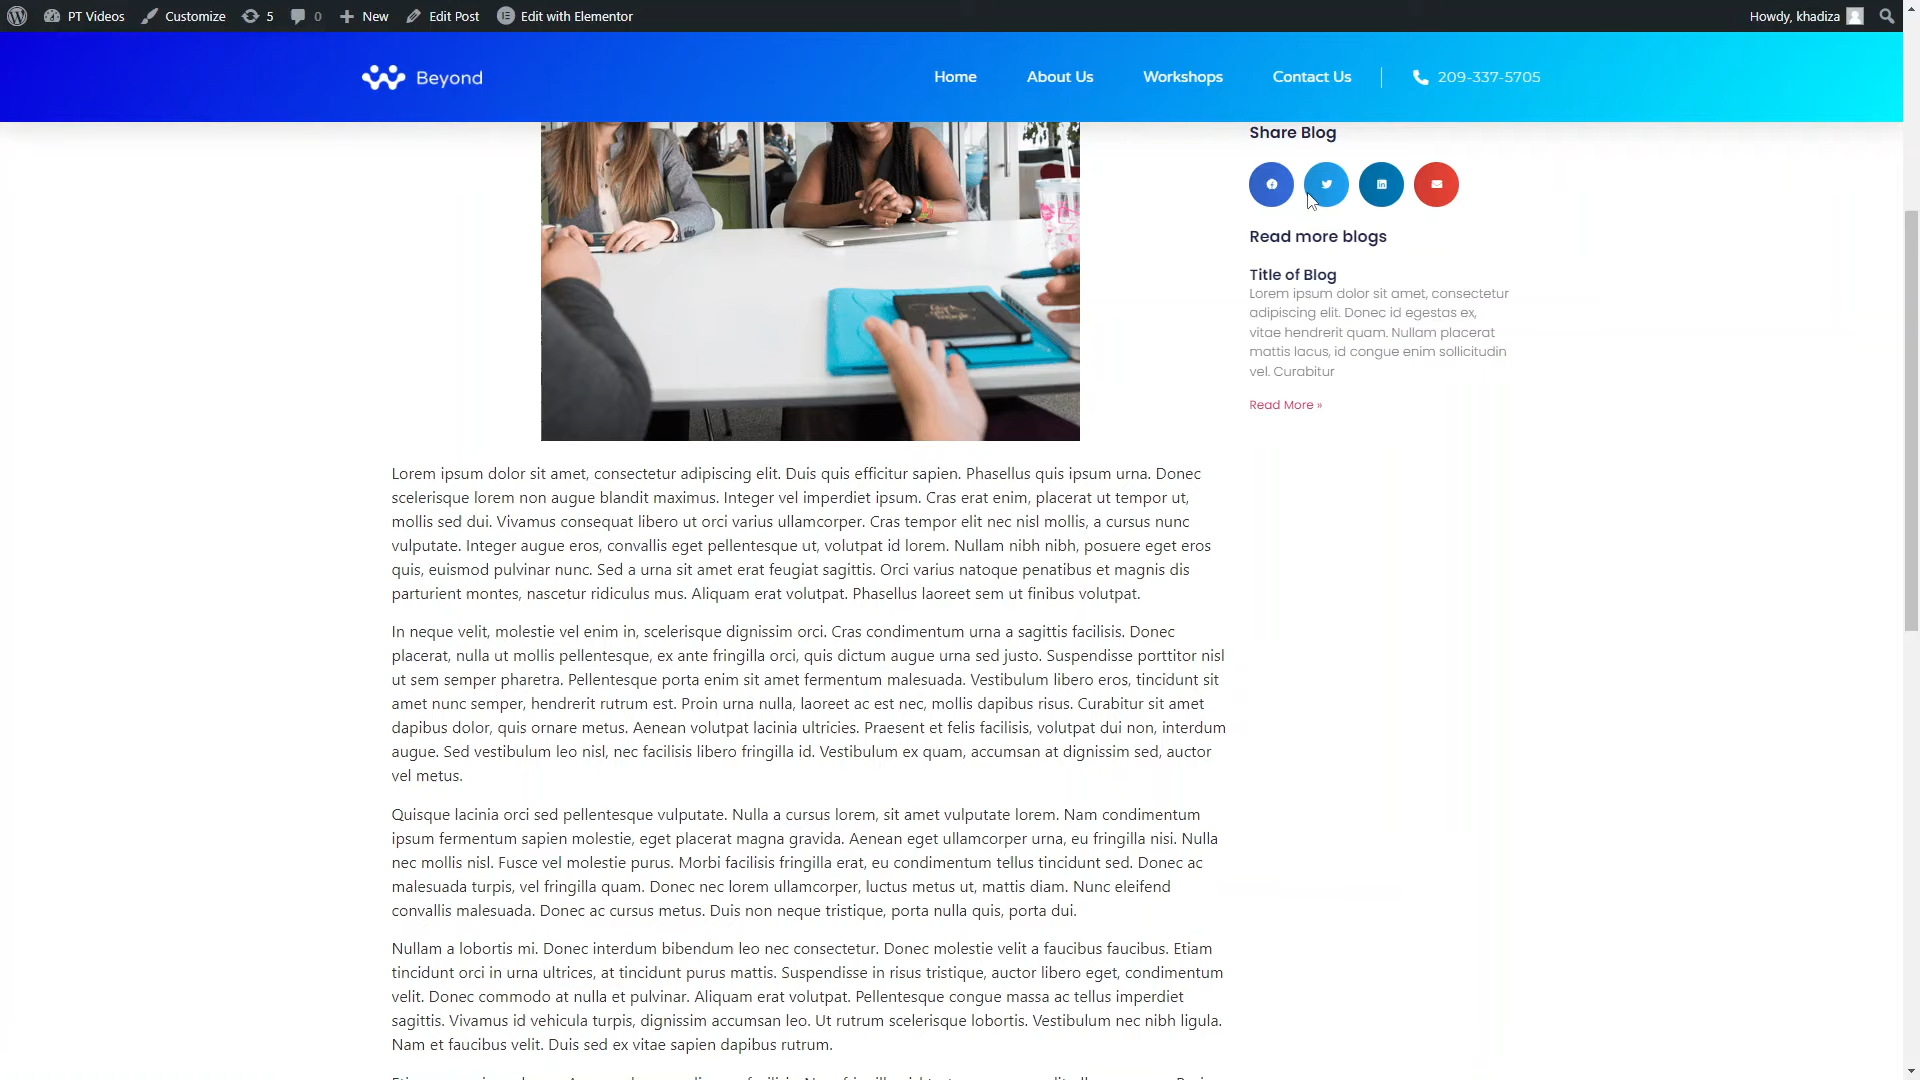 PT Videos
Customize
5
0
New
Edit Post
Edit with Elementor
Howdy, khadiza
Beyond
Home
About Us
Workshops
Contact Us
209-337-5705
Share Blog
Read more blogs
Title of Blog
Lorem ipsum dolor sit amet, consectetur
adipiscing elit. Donec id egestas ex,
vitae hendrerit quam. Nullam placerat
mattis lacus, id congue enim sollicitudin
vel. Curabitur
Read More »
Lorem ipsum dolor sit amet, consectetur adipiscing elit. Duis quis efficitur sapien. Phasellus quis ipsum urna. Donec
scelerisque lorem non augue blandit maximus. Integer vel imperdiet ipsum. Cras erat enim, placerat ut tempor ut,
mollis sed dui. Vivamus consequat libero ut orci varius ullamcorper. Cras tempor elit nec nisl mollis, a cursus nunc
vulputate. Integer augue eros, convallis eget pellentesque ut, volutpat id lorem. Nullam nibh nibh, posuere eget eros
quis, euismod pulvinar nunc. Sed a urna sit amet erat feugiat sagittis. Orci varius natoque penatibus et magnis dis
parturient montes, nascetur ridiculus mus. Aliquam erat volutpat. Phasellus laoreet sem ut finibus volutpat.
In neque velit, molestie vel enim in, scelerisque dignissim orci. Cras condimentum urna a sagittis facilisis. Donec
placerat, nulla ut mollis pellentesque, ex ante fringilla orci, quis dictum augue urna sed justo. Suspendisse porttitor nisl
ut sem semper pharetra. Pellentesque porta enim sit amet fermentum malesuada. Vestibulum libero eros, tincidunt sit
amet nunc semper, hendrerit rutrum est. Proin urna nulla, laoreet ac est nec, mollis dapibus risus. Curabitur sit amet
dapibus dolor, quis ornare metus. Aenean volutpat lacinia ultricies. Praesent et felis facilisis, volutpat dui non, interdum
augue. Sed vestibulum leo nisl, nec facilisis libero fringilla id. Vestibulum ex quam, accumsan at dignissim sed, auctor
vel metus.
Quisque lacinia orci sed pellentesque vulputate. Nulla a cursus lorem, sit amet vulputate lorem. Nam condimentum
ipsum fermentum sapien molestie, eget placerat magna gravida. Aenean eget ullamcorper urna, eu fringilla nisi. Nulla
nec mollis nisl. Fusce vel molestie purus. Morbi facilisis fringilla erat, eu condimentum tellus tincidunt sed. Donec ac
malesuada turpis, vel fringilla quam. Donec nec lorem ullamcorper, luctus metus ut, mattis diam. Nunc eleifend
convallis malesuada. Donec ac cursus metus. Duis non neque tristique, porta nulla quis, porta dui.
Nullam a lobortis mi. Donec interdum bibendum leo nec consectetur. Donec molestie velit a faucibus faucibus. Etiam
tincidunt orci in urna ultrices, at tincidunt purus mattis. Suspendisse in risus tristique, auctor libero eget, condimentum
velit. Donec commodo at nulla et pulvinar. Aliquam erat volutpat. Pellentesque congue massa ac tellus imperdiet
sagittis. Vivamus id vehicula turpis, dignissim accumsan leo. Ut rutrum scelerisque lobortis. Vestibulum nec nibh ligula.
Nam et faucibus velit. Duis sed ex vitae sapien dapibus rutrum.